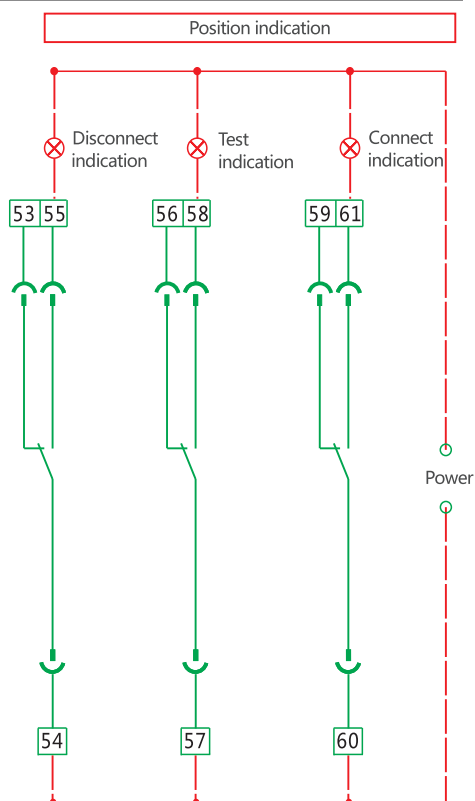 Position indication
Disconnect
indication
Test
indication
Connect
indication
53 55
56 58
59 61
Power
54
57
60